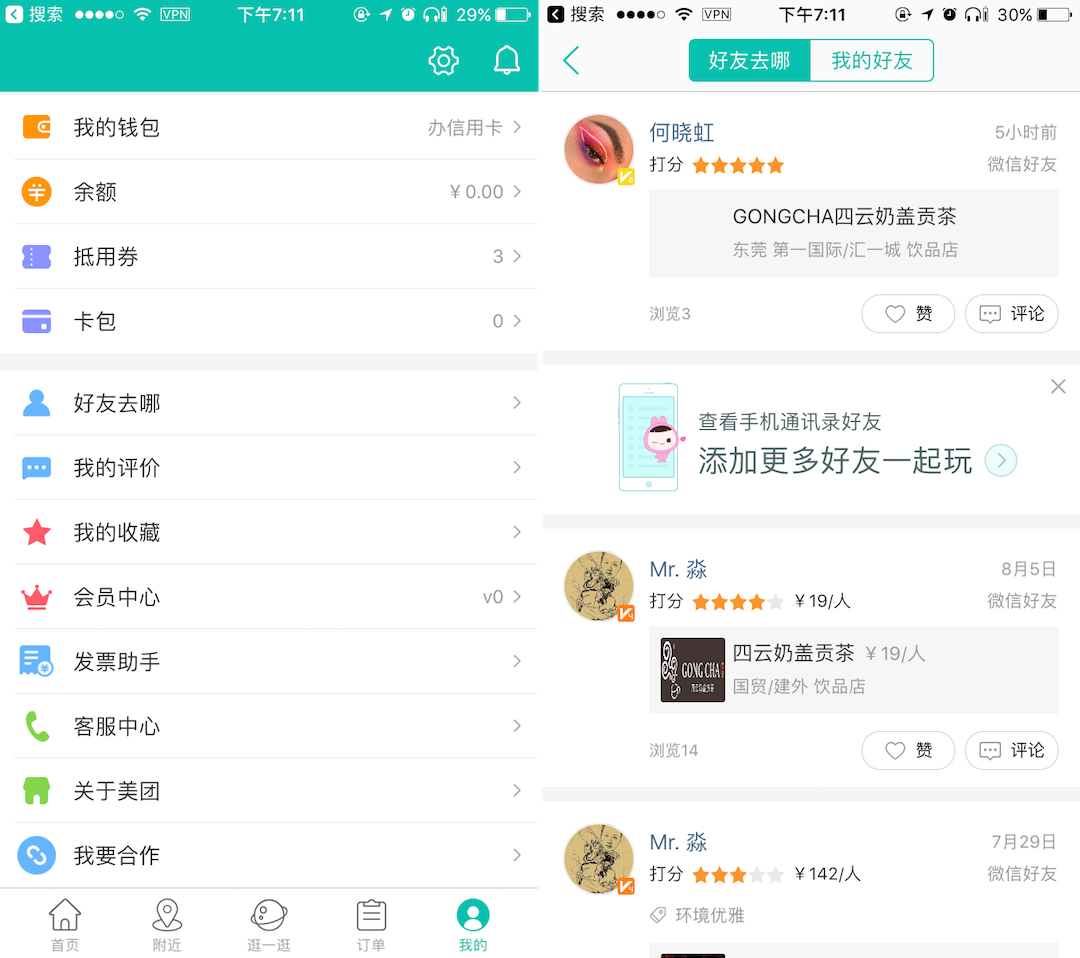 搜索 VPN 下午7:11 29%
我的钱包 办信用卡
余额 ￥0.00
抵用券 3
卡包 0
好友去哪
我的评价
我的收藏
会员中心 v0
发票助手
客服中心
关于美团
我要合作
首页 附近 逛一逛 订单 我的
搜索 VPN 下午7:11 30%
好友去哪 我的好友
何晓虹 5小时前
打分 微信好友
GONGCHA四云奶盖贡茶
东莞 第一国际/汇一城 饮品店
浏览3 赞 评论
查看手机通讯录好友
添加更多好友一起玩
Mr. 淼 8月5日
打分 ￥19/人 微信好友
GONG CHA
四云奶盖贡茶 ￥19/人
国贸/建外 饮品店
浏览14 赞 评论
Mr. 淼 7月29日
打分 ￥142/人 微信好友
环境优雅